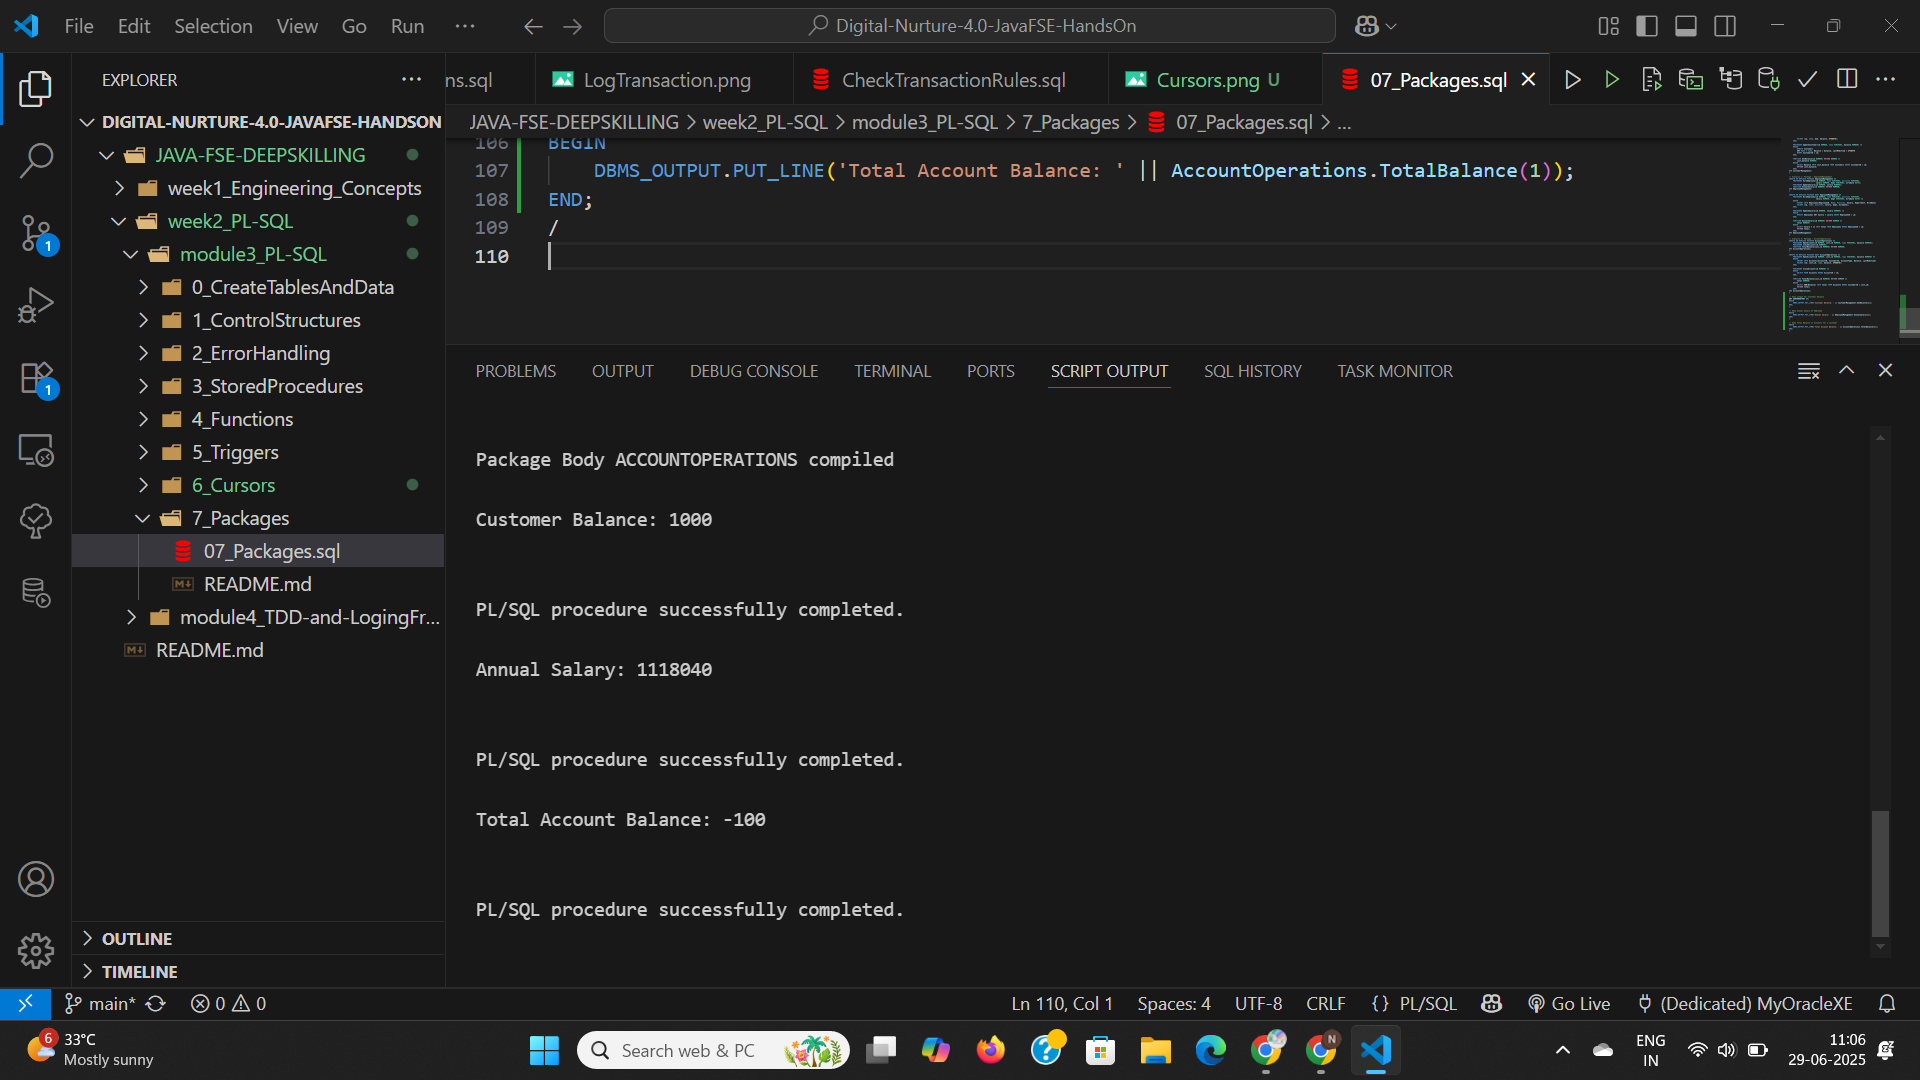 File Edit Selection View Go Run ···
Digital-Nurture-4.0-JavaFSE-HandsOn
EXPLORER
ns.sql
LogTransaction.png
CheckTransactionRules.sql
Cursors.png U
07_Packages.sql
JAVA-FSE-DEEPSKILLING > week2_PL-SQL > module3_PL-SQL > 7_Packages > 07_Packages.sql > ...
DIGITAL-NURTURE-4.0-JAVAFSE-HANDSON
JAVA-FSE-DEEPSKILLING
week1_Engineering_Concepts
week2_PL-SQL
module3_PL-SQL
0_CreateTablesAndData
1_ControlStructures
2_ErrorHandling
3_StoredProcedures
4_Functions
5_Triggers
6_Cursors
7_Packages
07_Packages.sql
README.md
module4_TDD-and-LogingFr...
README.md
OUTLINE
TIMELINE
1
1
106 BEGIN
107 DBMS_OUTPUT.PUT_LINE('Total Account Balance: ' || AccountOperations.TotalBalance(1));
108 END;
109 /
110
PROBLEMS OUTPUT DEBUG CONSOLE TERMINAL PORTS SCRIPT OUTPUT SQL HISTORY TASK MONITOR
Package Body ACCOUNTOPERATIONS compiled
Customer Balance: 1000
PL/SQL procedure successfully completed.
Annual Salary: 1118040
PL/SQL procedure successfully completed.
Total Account Balance: -100
PL/SQL procedure successfully completed.
main* 0 0
Ln 110, Col 1 Spaces: 4 UTF-8 CRLF {} PL/SQL Go Live (Dedicated) MyOracleXE
6
33°C
Mostly sunny
Search web & PC
N
ENG
IN
11:06
29-06-2025